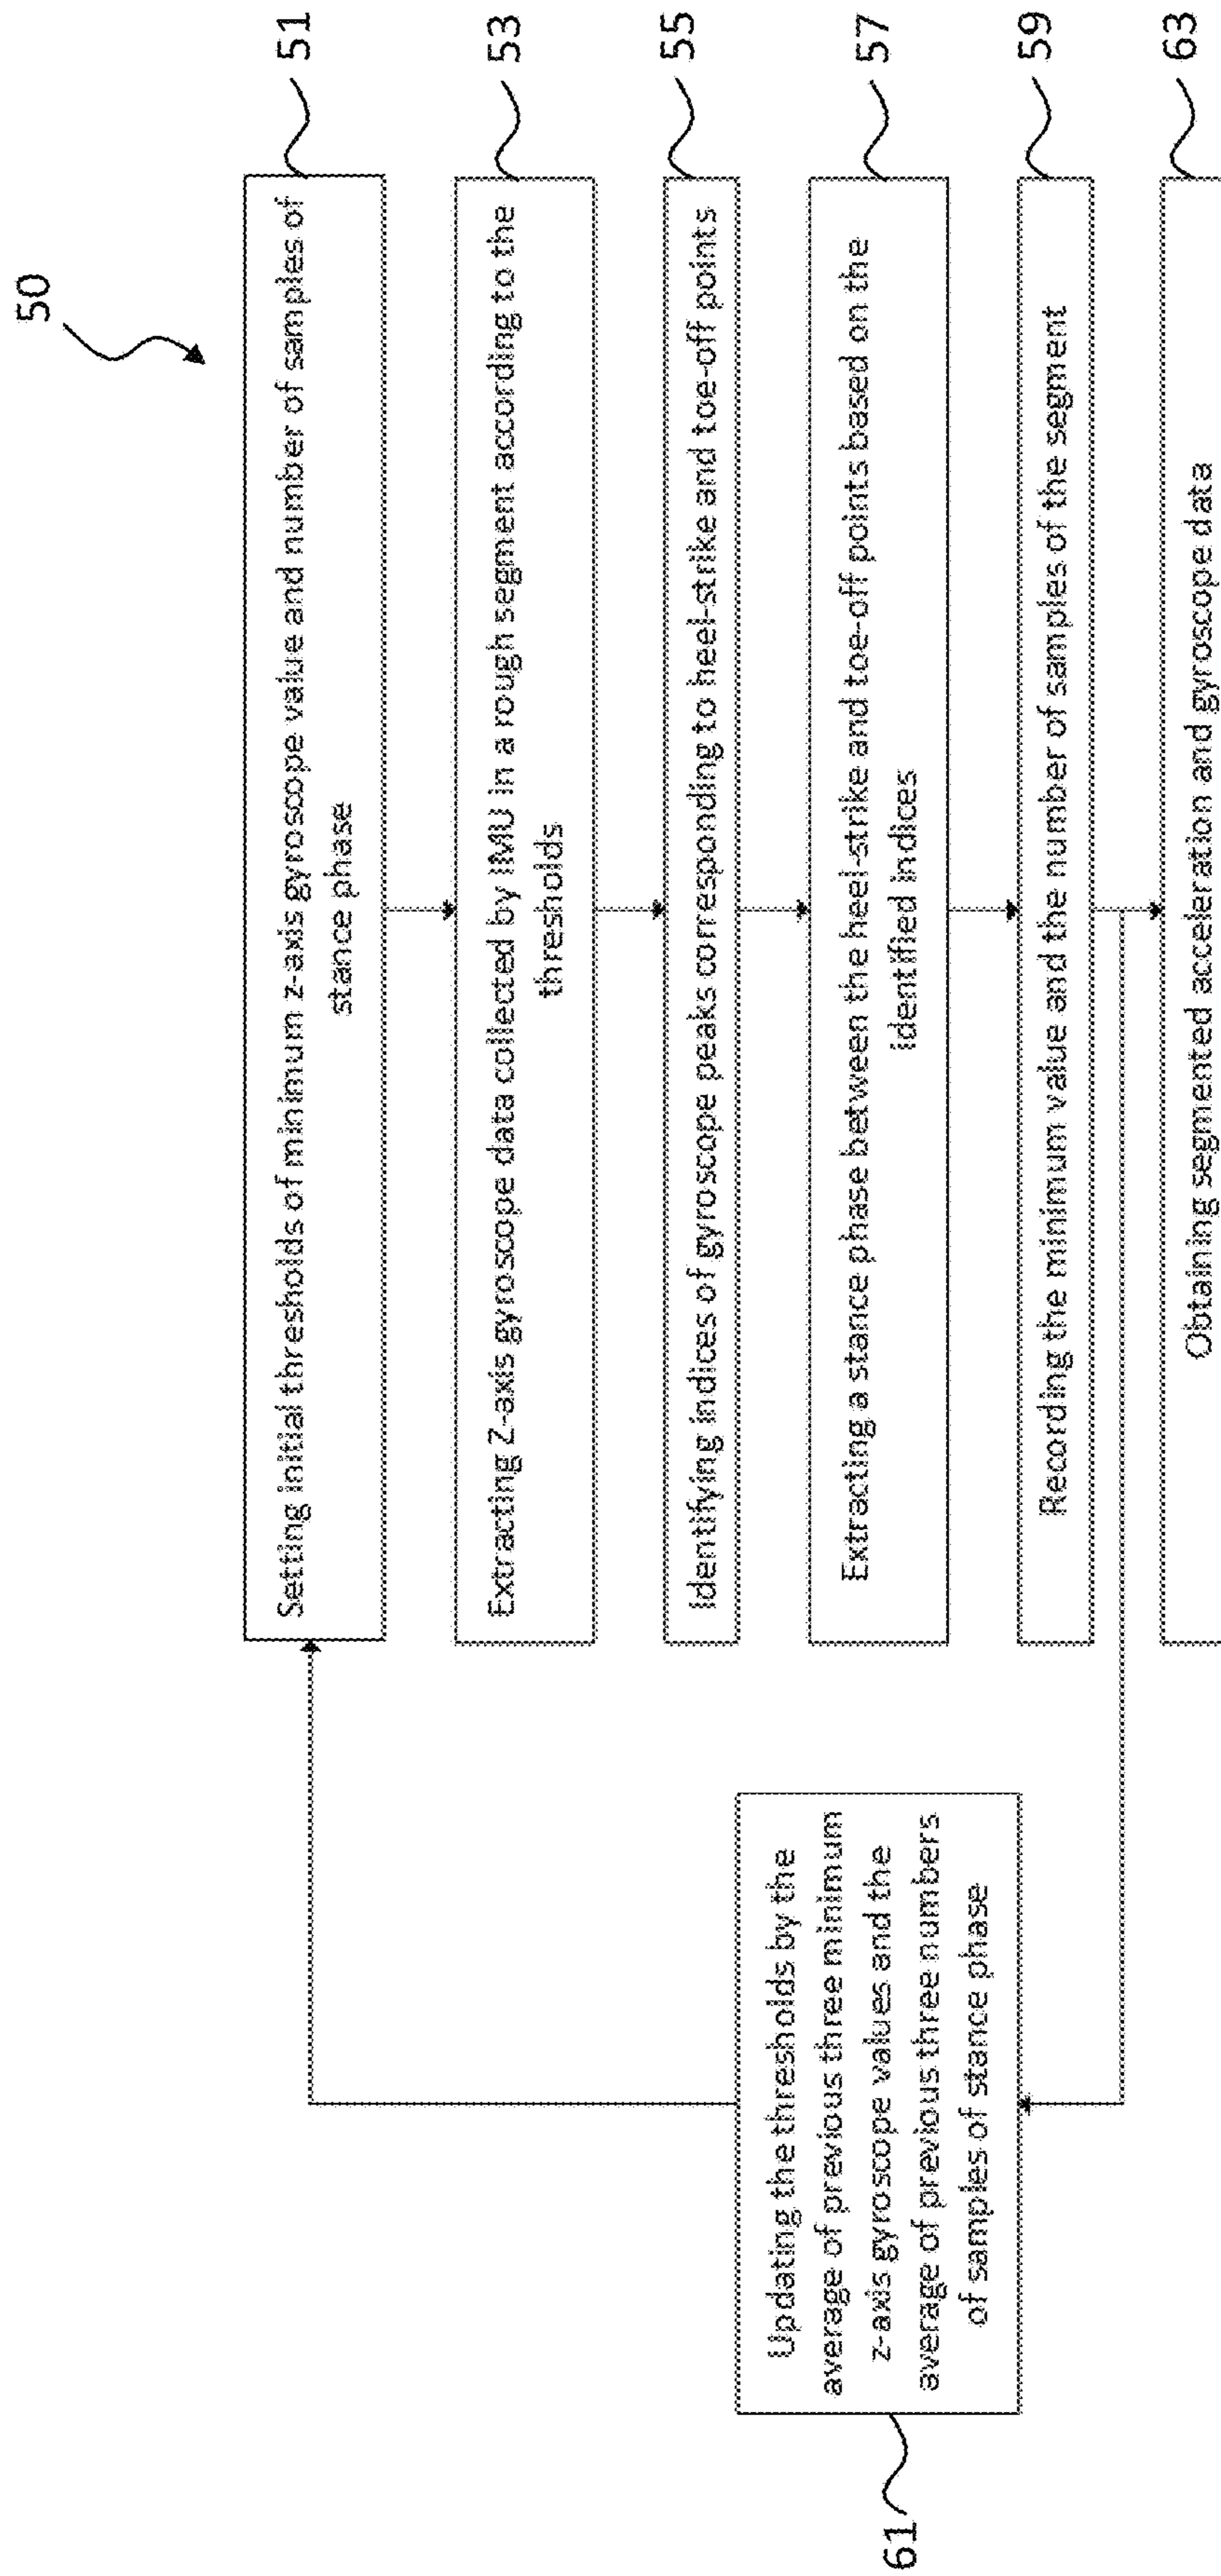 50
Setting initial thresholds of minimum z-axis gyroscope value and number of samples of
stance phase
51
Extracting Z-axis gyroscope data collected by IMU in a rough segment according to the
thresholds
53
Identifying indices of gyroscope peaks corresponding to heel-strike and toe-off points
55
Extracting a stance phase between the heel-strike and toe-off points based on the
identified indices
57
Recording the minimum value and the number of samples of the segment
59
Updating the thresholds by the
average of previous three minimum
z-axis gyroscope values and the
average of previous three numbers
of samples of stance phase
61
Obtaining segmented acceleration and gyroscope data
63